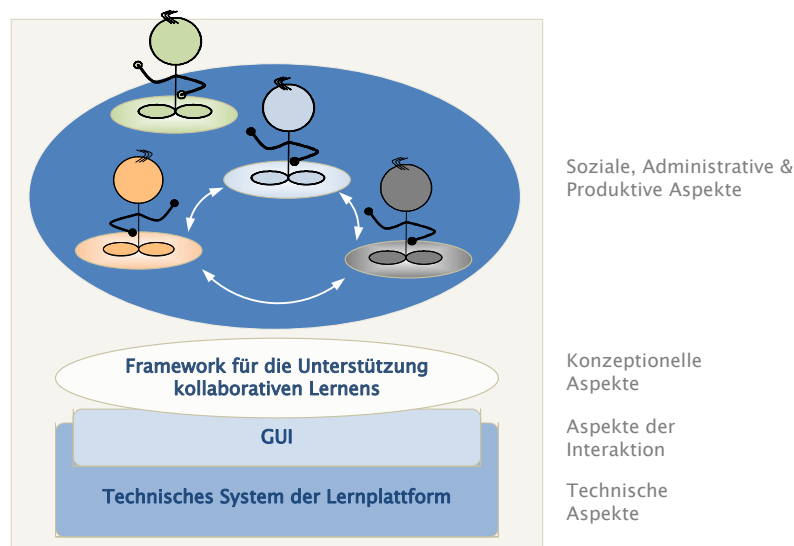 Soziale, Administrative &
Produktive Aspekte
Framework für die Unterstützung
kollaborativen Lernens
Konzeptionelle
Aspekte
GUI
Aspekte der
Interaktion
Technisches System der Lernplattform
Technische
Aspekte